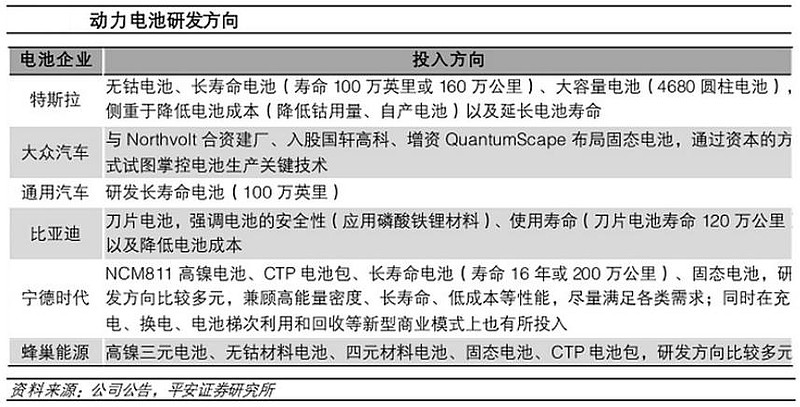 动力电池研发方向
电池企业 投入方向
特斯拉 无钴电池、长寿命电池（寿命 100 万英里或 160 万公里）、大容量电池（4680 圆柱电池），
侧重于降低电池成本（降低钴用量、自产电池）以及延长电池寿命
大众汽车 与 Northvolt 合资建厂、入股国轩高科、增资 QuantumScape 布局固态电池，通过资本的方
式试图掌控电池生产关键技术
通用汽车 研发长寿命电池（100 万英里）
比亚迪 刀片电池，强调电池的安全性（应用磷酸铁锂材料）、使用寿命（刀片电池寿命 120 万公里
以及降低电池成本
宁德时代 NCM811 高镍电池、CTP 电池包、长寿命电池（寿命 16 年或 200 万公里）、固态电池，研
发方向比较多元，兼顾高能量密度、长寿命、低成本等性能，尽量满足各类需求；同时在充
电、换电、电池梯次利用和回收等新型商业模式上也有所投入
蜂巢能源 高镍三元电池、无钴材料电池、四元材料电池、固态电池、CTP 电池包，研发方向比较多元
资料来源：公司公告，平安证券研究所